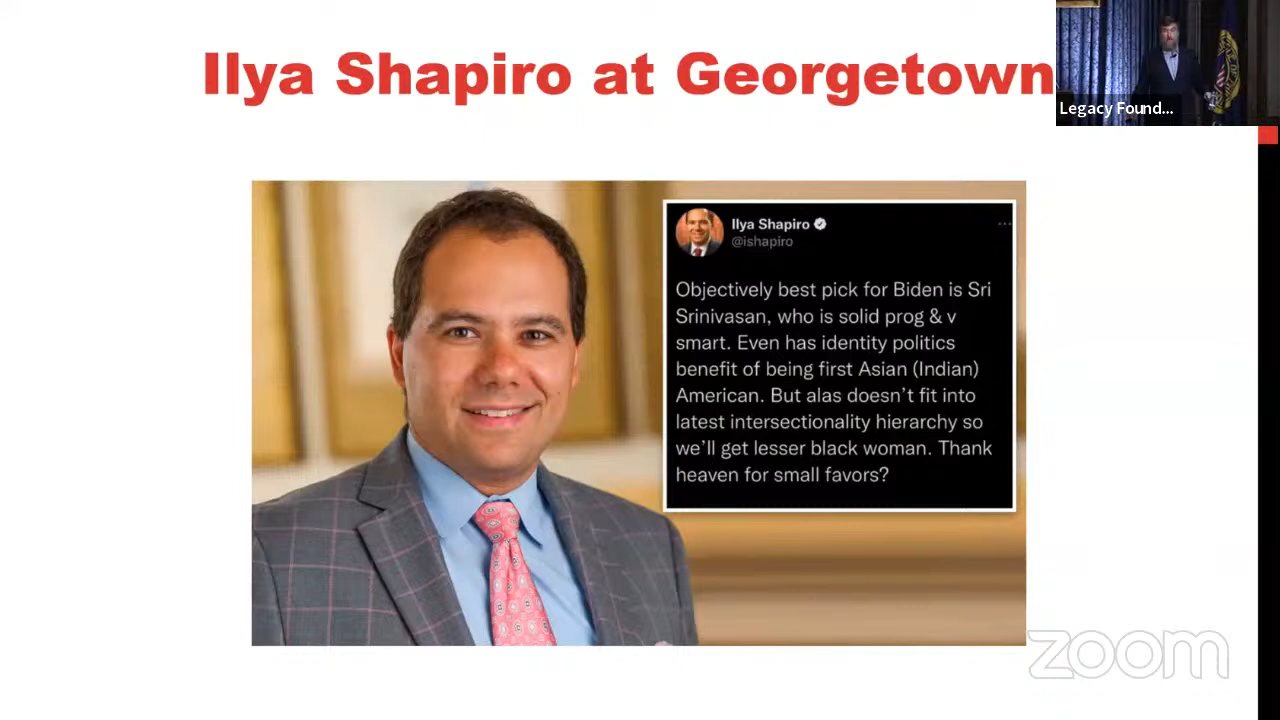 Ilya Shapiro at Georgetown
Legacy Found...
Ilya Shapiro
@ishapiro
...
Objectively best pick for Biden is Sri
Srinivasan, who is solid prog & v
smart. Even has identity politics
benefit of being first Asian (Indian)
American. But alas doesn't fit into
latest intersectionality hierarchy so
we'll get lesser black woman. Thank
heaven for small favors?
zoom